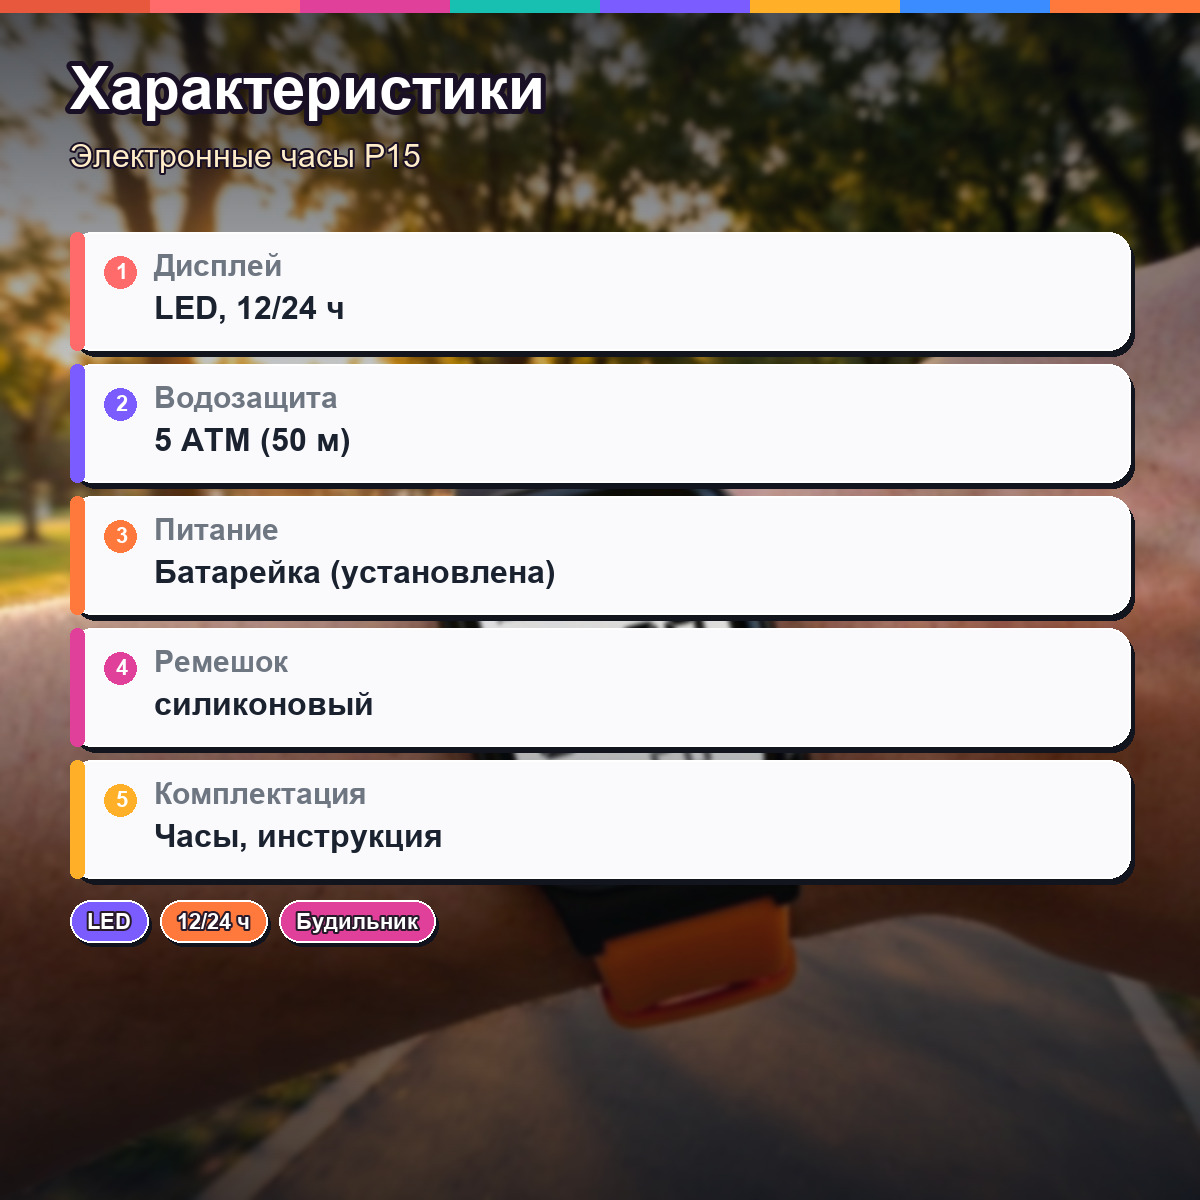 Характеристики
Электронные часы P15
1 Дисплей
LED, 12/24 ч
2 Водозащита
5 ATM (50 м)
3 Питание
Батарейка (установлена)
4 Ремешок
силиконовый
5 Комплектация
Часы, инструкция
LED 12/24 ч Будильник